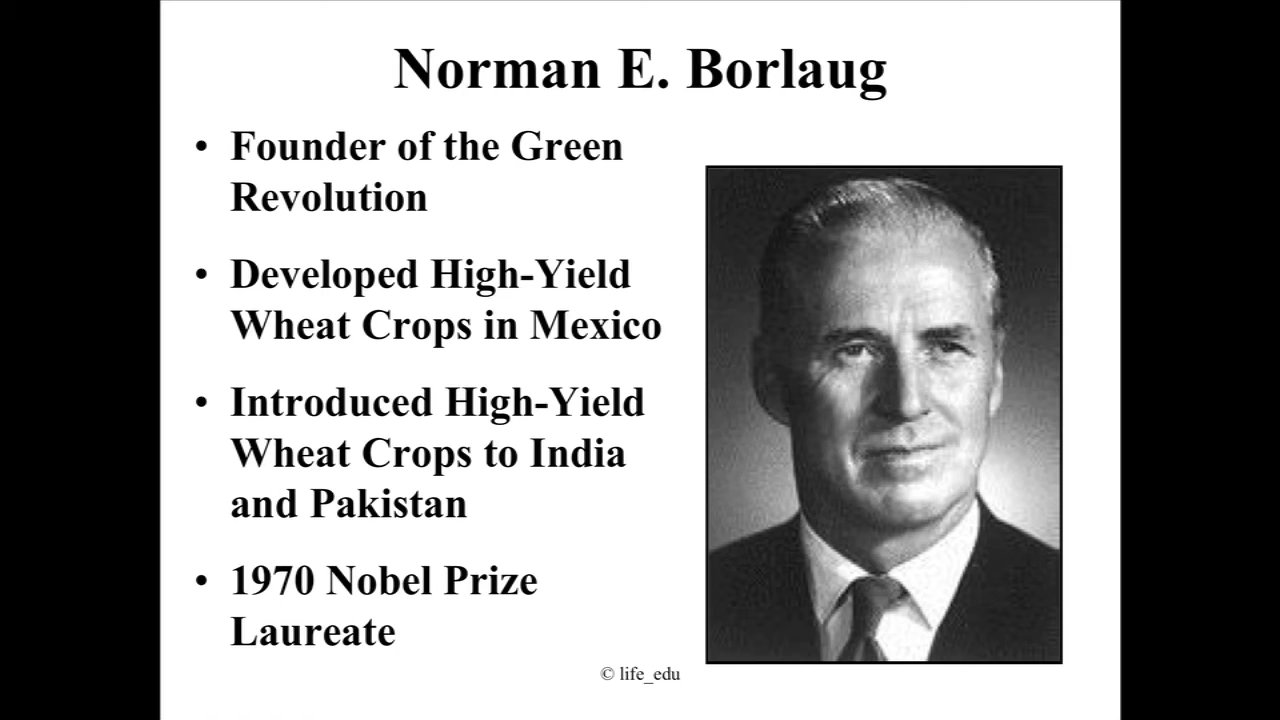 Norman E. Borlaug
• Founder of the Green
Revolution
• Developed High-Yield
Wheat Crops in Mexico
• Introduced High-Yield
Wheat Crops to India
and Pakistan
• 1970 Nobel Prize
Laureate
© life_edu